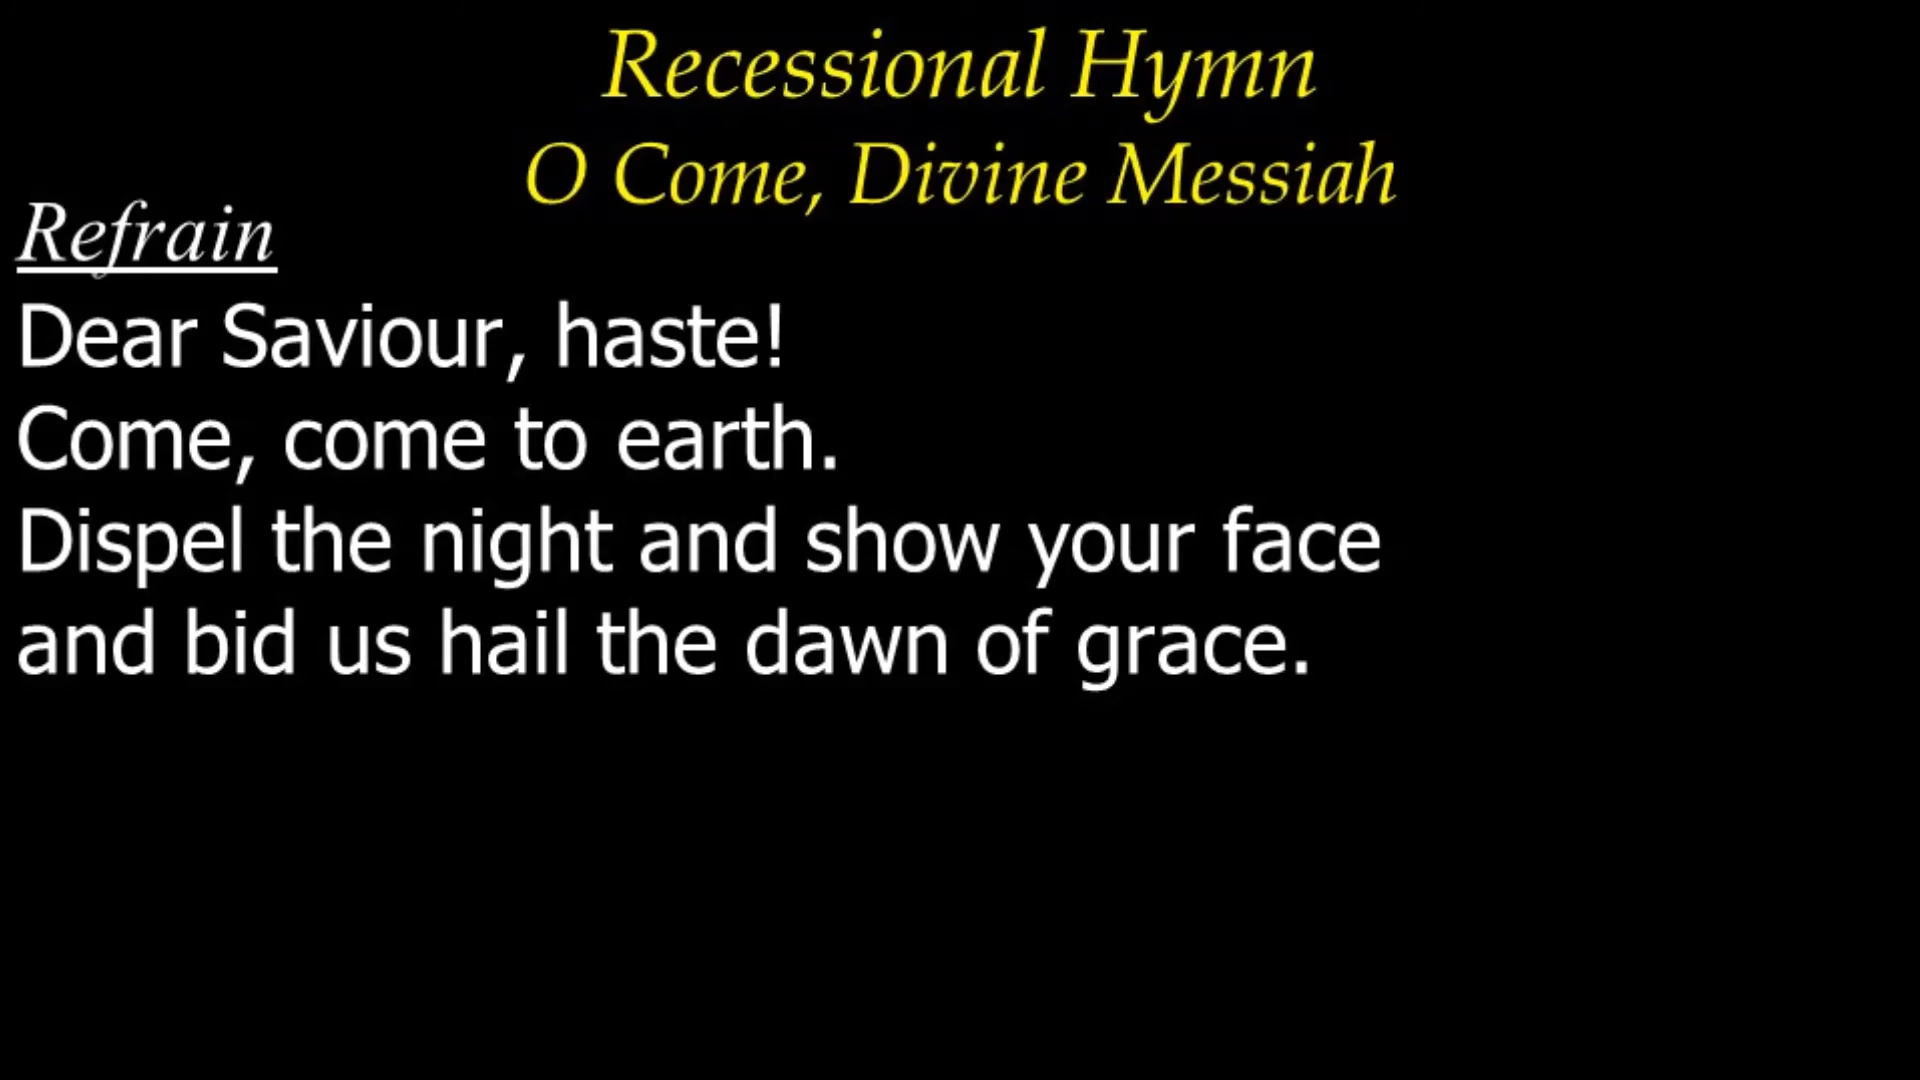 Recessional Hymn
O Come, Divine Messiah
Refrain
Dear Saviour, haste!
Come, come to earth.
Dispel the night and show your face
and bid us hail the dawn of grace.